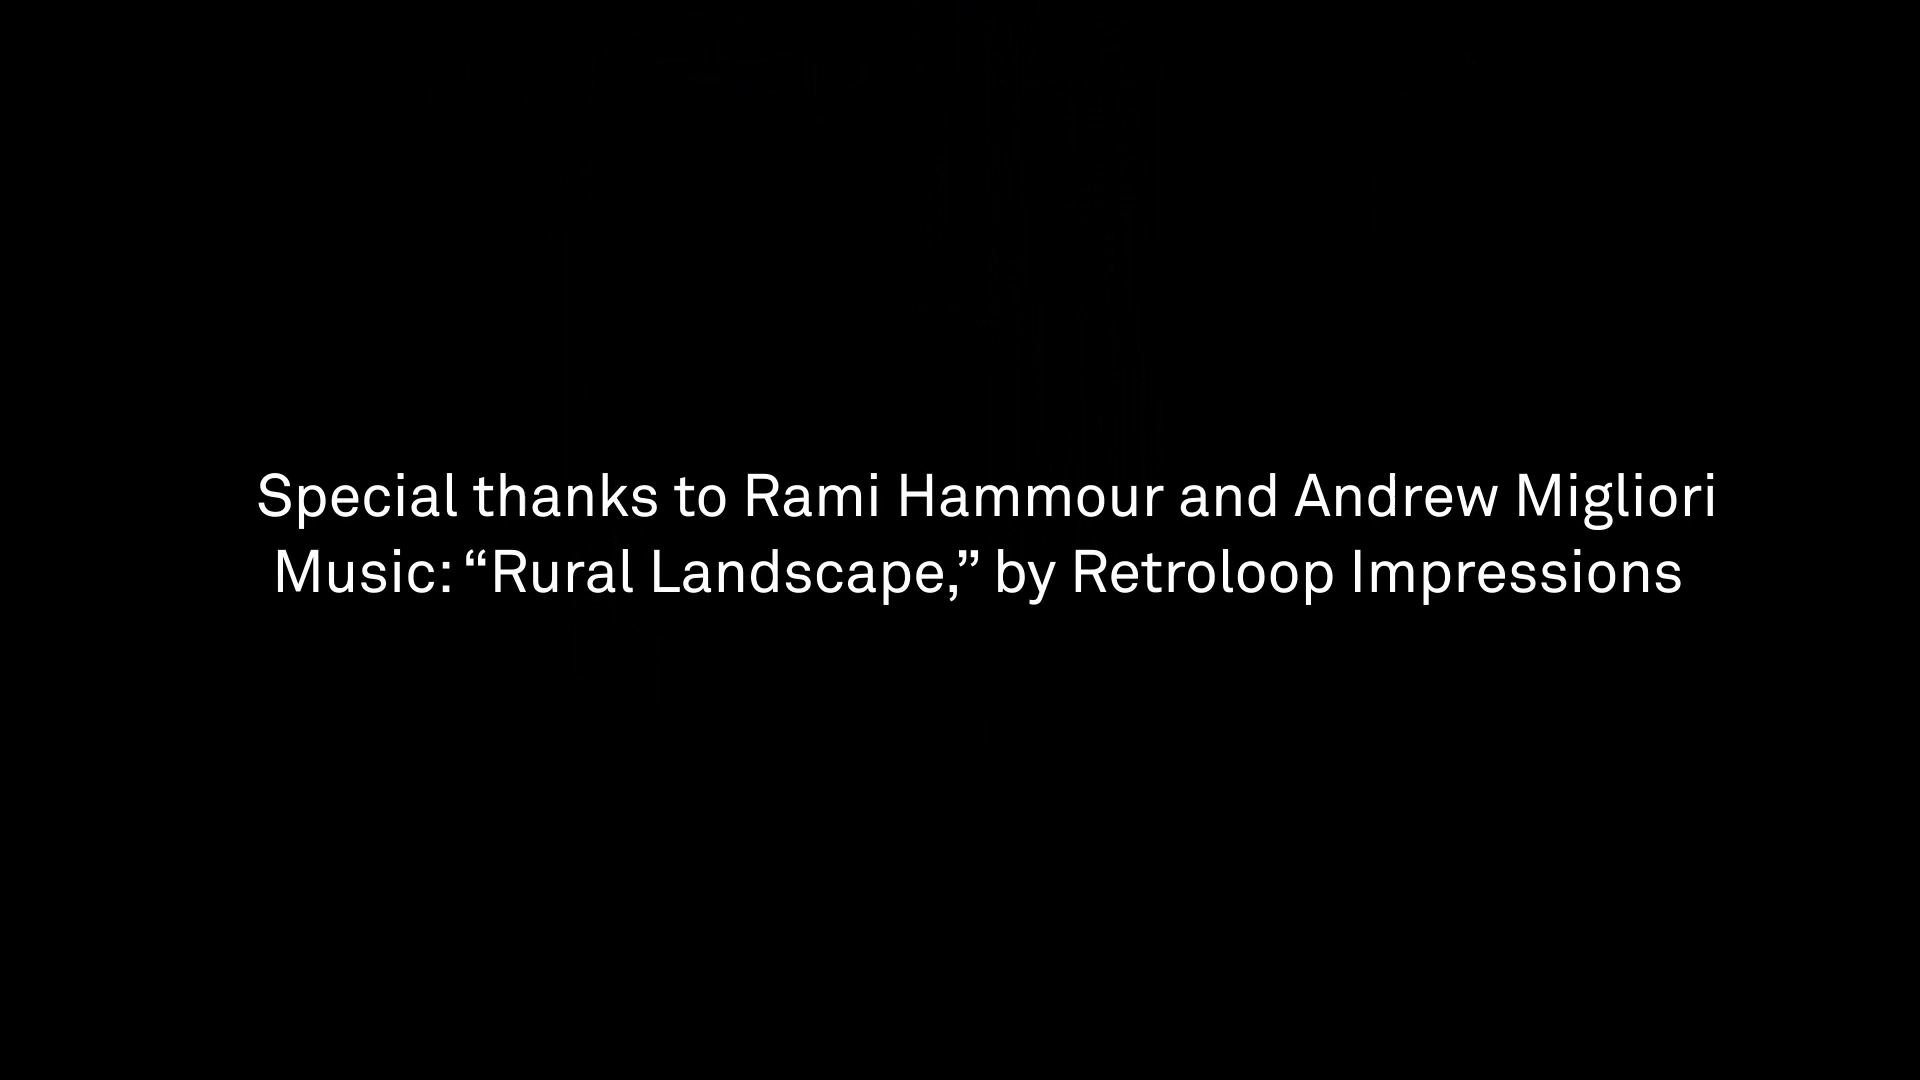 Special thanks to Rami Hammour and Andrew Migliori
Music: “Rural Landscape,” by Retroloop Impressions